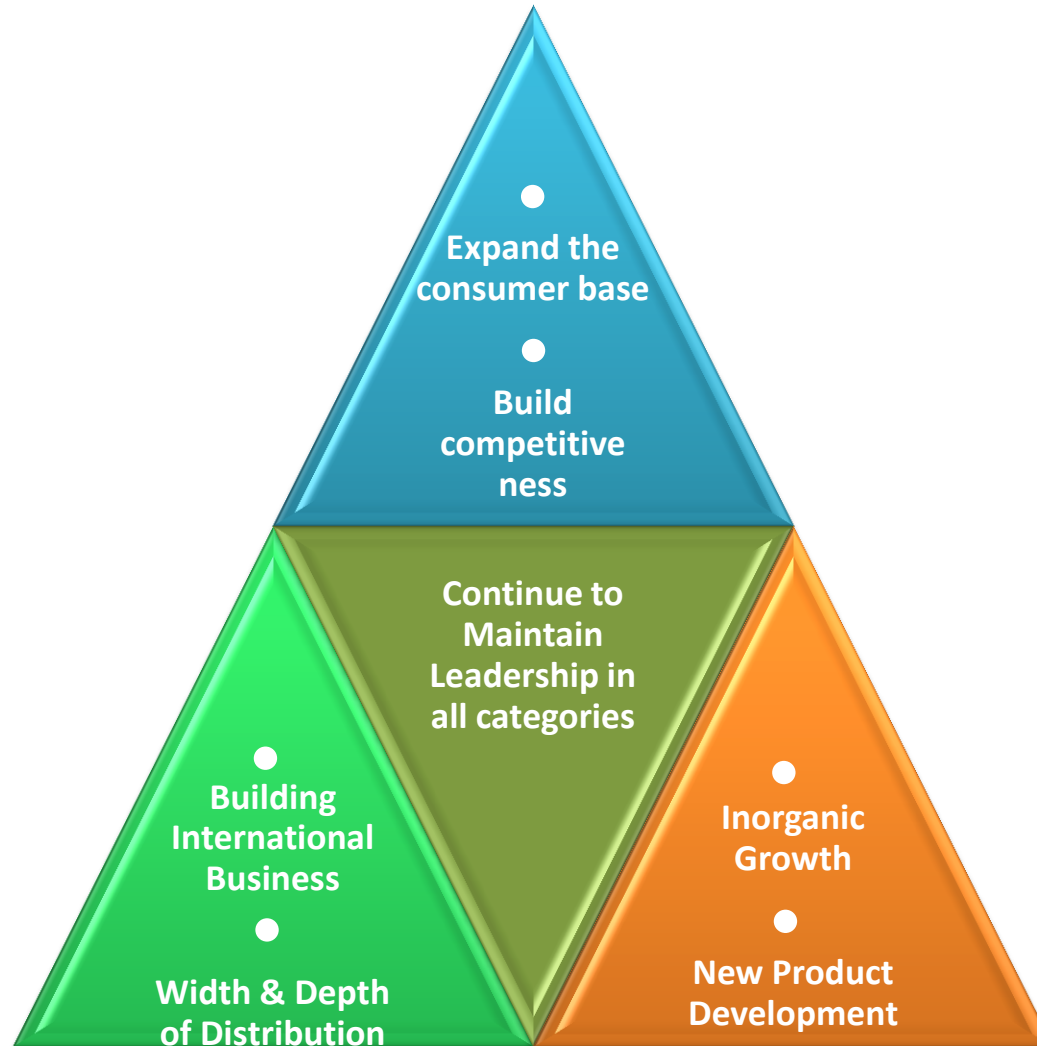 Expand the
consumer base
Build
competitive
ness
Continue to
Maintain
Leadership in
all categories
Building
International
Business
Width & Depth
of Distribution
Inorganic
Growth
New Product
Development